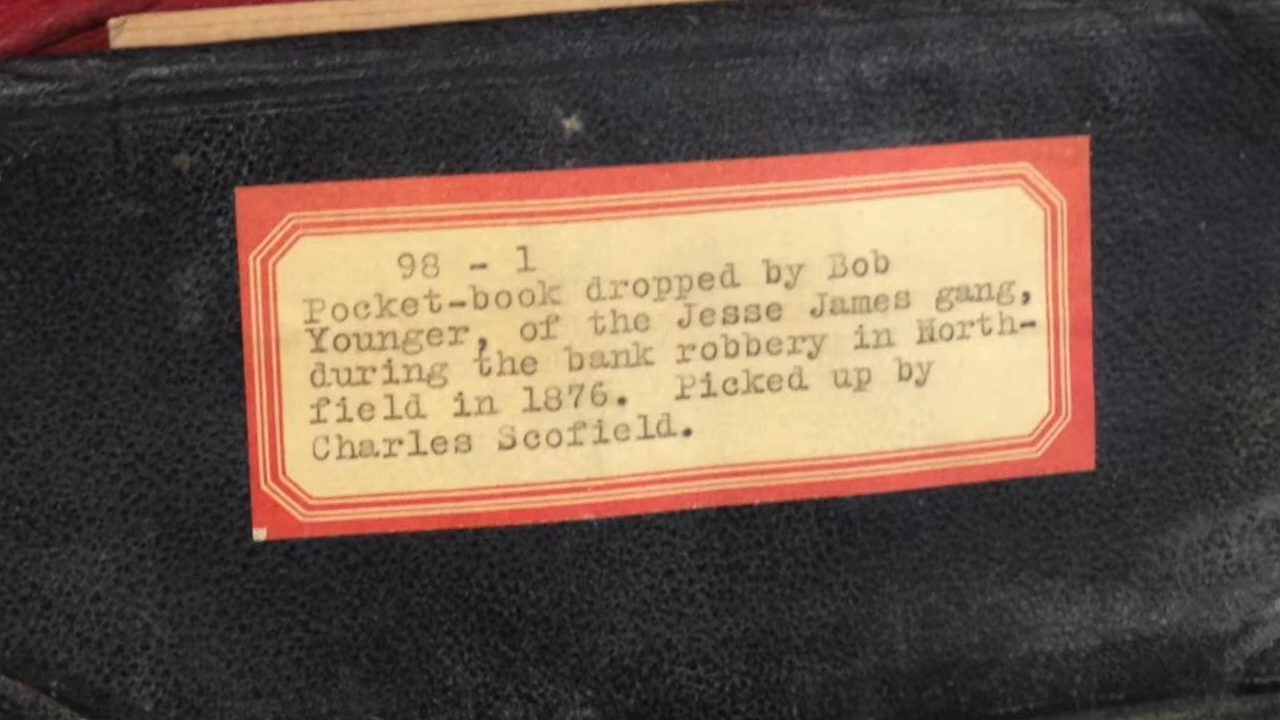 98 - 1
Pocket-book dropped by Bob
Younger, of the Jesse James gang,
during the bank robbery in North-
field in 1876. Picked up by
Charles Scofield.